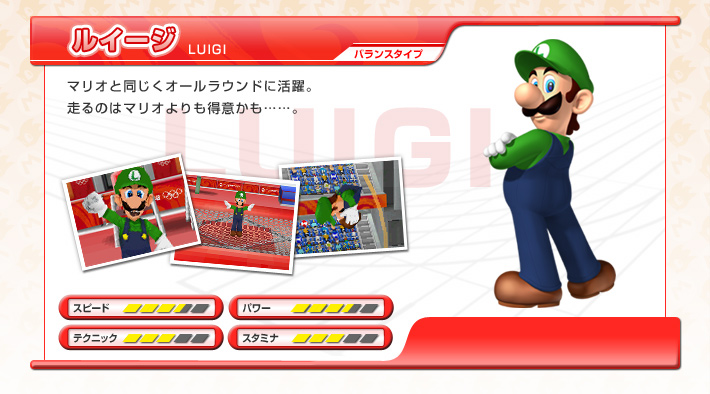 ルイージ LUIGI
バランスタイプ
マリオと同じくオールラウンドに活躍。
走るのはマリオよりも得意かも……。
LUIGI
スピード
パワー
テクニック
スタミナ